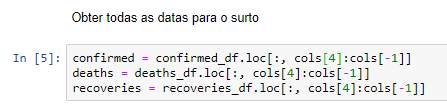 Obter todas as datas para o surto
In [5]: confirmed = confirmed_df.loc[:, cols[4]:cols[-1]]
deaths = deaths_df.loc[:, cols[4]:cols[-1]]
recoveries = recoveries_df.loc[:, cols[4]:cols[-1]]